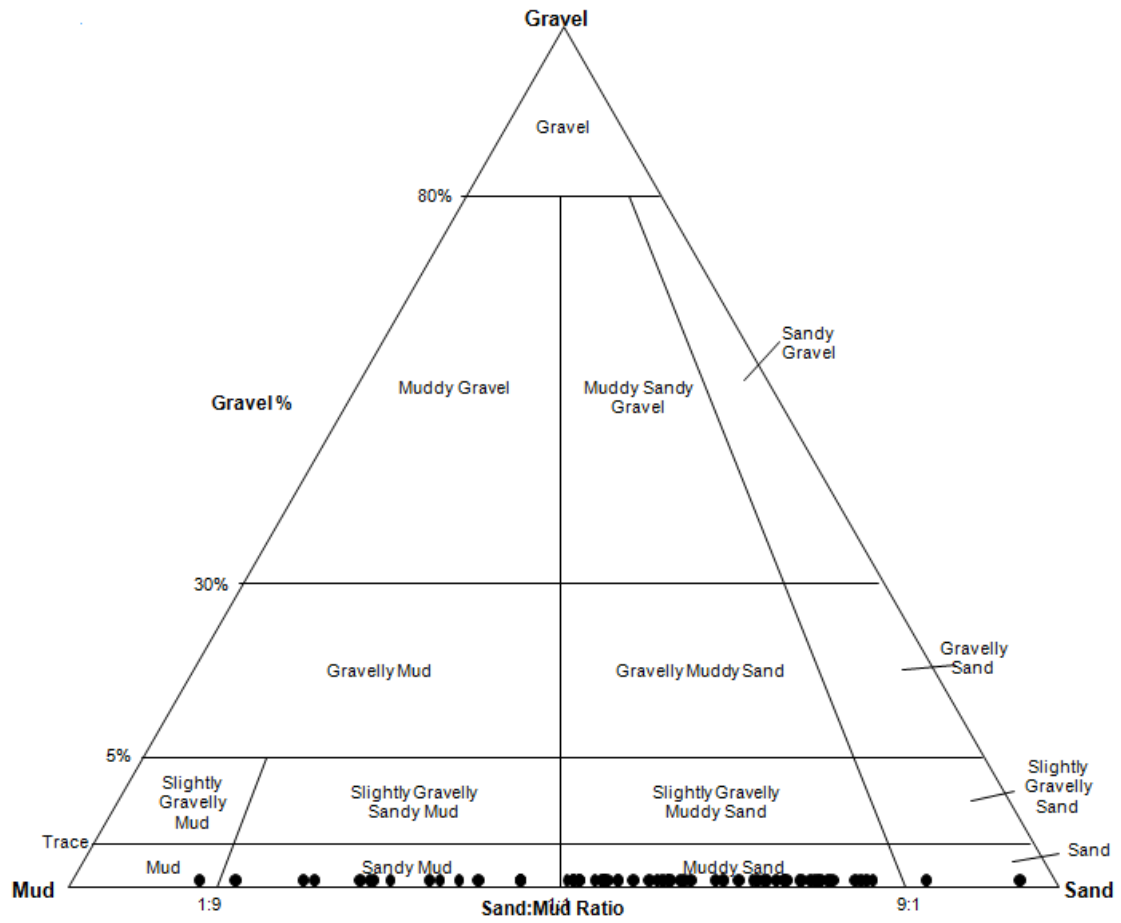 Gravel
Gravel
80%
Sandy
Gravel
Muddy Gravel
Muddy Sandy
Gravel
Gravel %
30%
Gravelly Mud
Gravelly Muddy Sand
Gravelly
Sand
5%
Slightly
Gravelly
Mud
Slightly Gravelly
Sandy Mud
Slightly Gravelly
Muddy Sand
Slightly
Gravelly
Sand
Trace
Mud
Sandy Mud
Muddy Sand
Sand
Mud
Sand
1:9
9:1
Sand:Mud Ratio